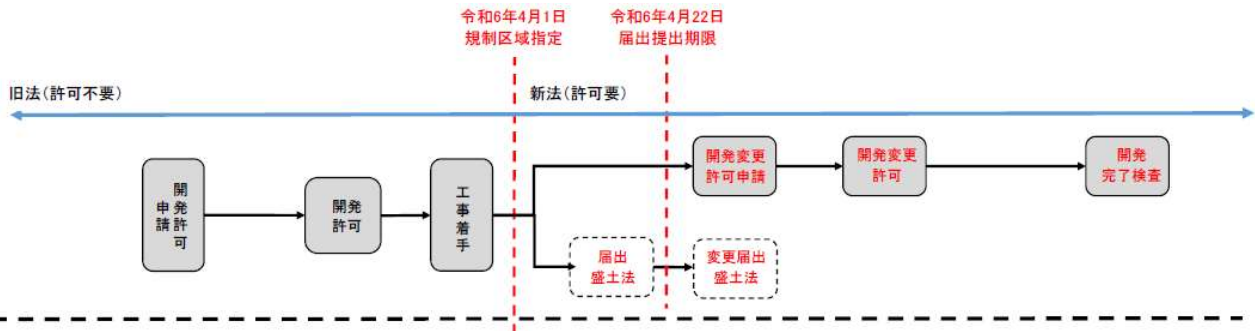 令和6年4月1日
規制区域指定
令和6年4月22日
届出提出期限
旧法(許可不要)
新法(許可要)
開発許可
申請
開発
許可
工事着手
開発変更
許可申請
開発変更
許可
開発
完了検査
届出
盛土法
変更届出
盛土法